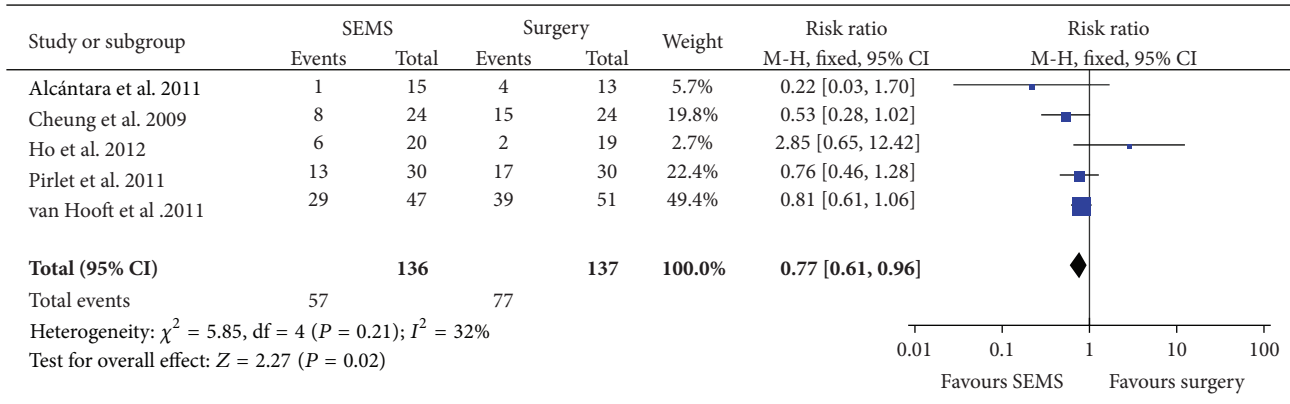 SEMS Surgery Risk ratio Risk ratio
Study or subgroup Weight
Events Total Events Total M-H, fixed, 95% CI M-H, fixed, 95% CI
Alcántara et al. 2011 1 15 4 13 5.7% 0.22 [0.03, 1.70]
Cheung et al. 2009 8 24 15 24 19.8% 0.53 [0.28, 1.02]
Ho et al. 2012 6 20 2 19 2.7% 2.85 [0.65, 12.42]
Pirlet et al. 2011 13 30 17 30 22.4% 0.76 [0.46, 1.28]
van Hooft et al .2011 29 47 39 51 49.4% 0.81 [0.61, 1.06]
Total (95% CI) 136 137 100.0% 0.77 [0.61, 0.96]
Total events 57 77
Heterogeneity: χ² = 5.85, df = 4 (P = 0.21); I² = 32%
Test for overall effect: Z = 2.27 (P = 0.02)
0.01 0.1 1 10 100
Favours SEMS Favours surgery